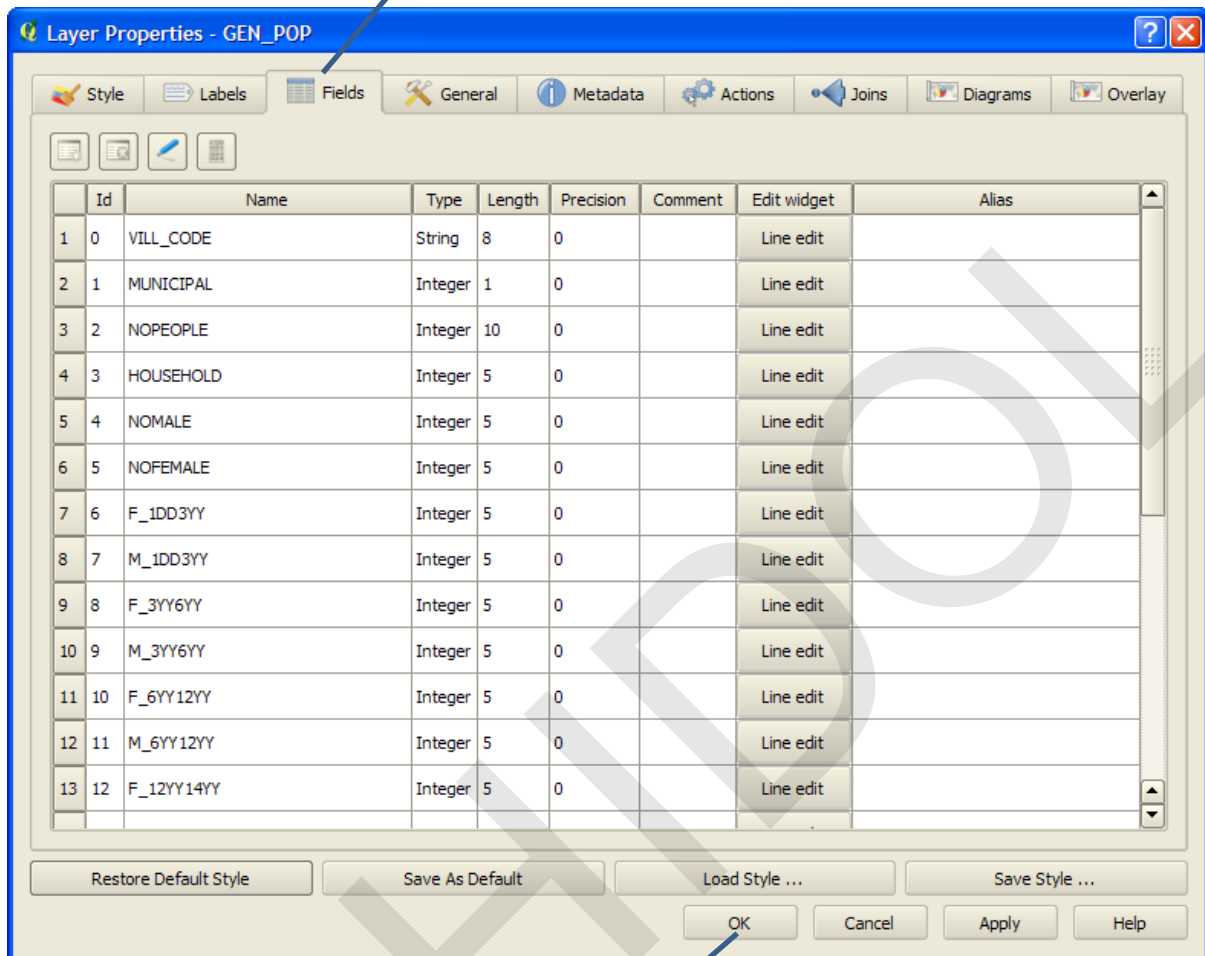 Layer Properties - GEN_POP
Style Labels Fields General Metadata Actions Joins Diagrams Overlay
Id Name Type Length Precision Comment Edit widget Alias
1 0 VILL_CODE String 8 0 Line edit
2 1 MUNICIPAL Integer 1 0 Line edit
3 2 NOPEOPLE Integer 10 0 Line edit
4 3 HOUSEHOLD Integer 5 0 Line edit
5 4 NOMALE Integer 5 0 Line edit
6 5 NOFEMALE Integer 5 0 Line edit
7 6 F_1DD3YY Integer 5 0 Line edit
8 7 M_1DD3YY Integer 5 0 Line edit
9 8 F_3YY6YY Integer 5 0 Line edit
10 9 M_3YY6YY Integer 5 0 Line edit
11 10 F_6YY12YY Integer 5 0 Line edit
12 11 M_6YY12YY Integer 5 0 Line edit
13 12 F_12YY14YY Integer 5 0 Line edit
Restore Default Style Save As Default Load Style ... Save Style ...
OK Cancel Apply Help